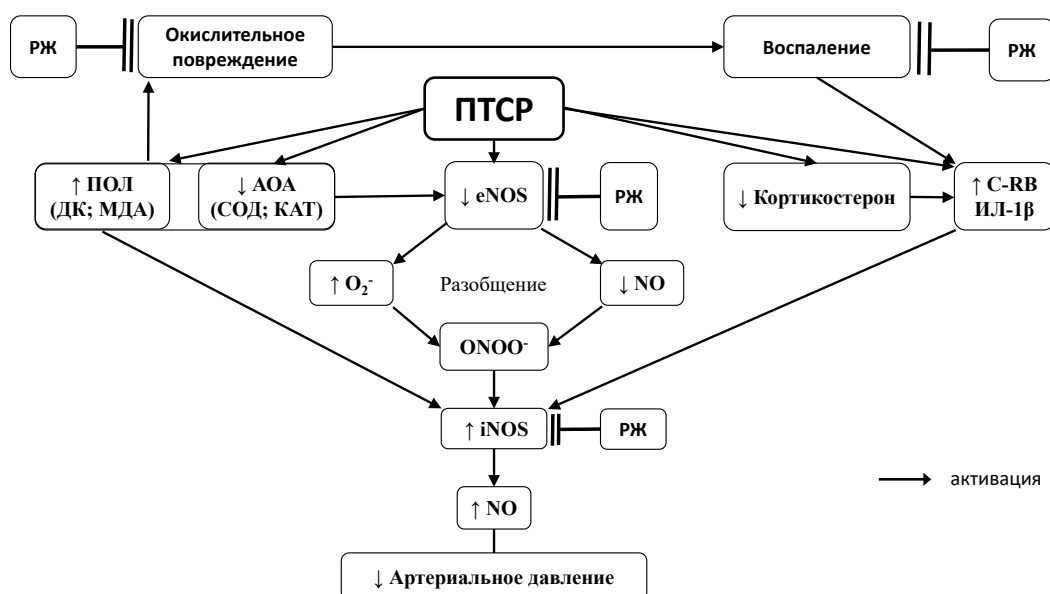 РЖ
Окислительное
повреждение
Воспаление
РЖ
ПТСР
↑ ПОЛ
(ДК; МДА)
↓ АОА
(СОД; КАТ)
↓ eNOS
РЖ
↓ Кортикостерон
↑ C-RB
ИЛ-1β
↑ O₂⁻
Разобщение
↓ NO
ONOO⁻
↑ iNOS
РЖ
↑ NO
активация
↓ Артериальное давление